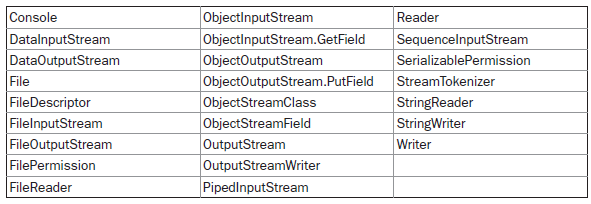 Console ObjectInputStream Reader
DataInputStream ObjectInputStream.GetField SequenceInputStream
DataOutputStream ObjectOutputStream SerializablePermission
File ObjectOutputStream.PutField StreamTokenizer
FileDescriptor ObjectStreamClass StringReader
FileInputStream ObjectStreamField StringWriter
FileOutputStream OutputStream Writer
FilePermission OutputStreamWriter
FileReader PipedInputStream